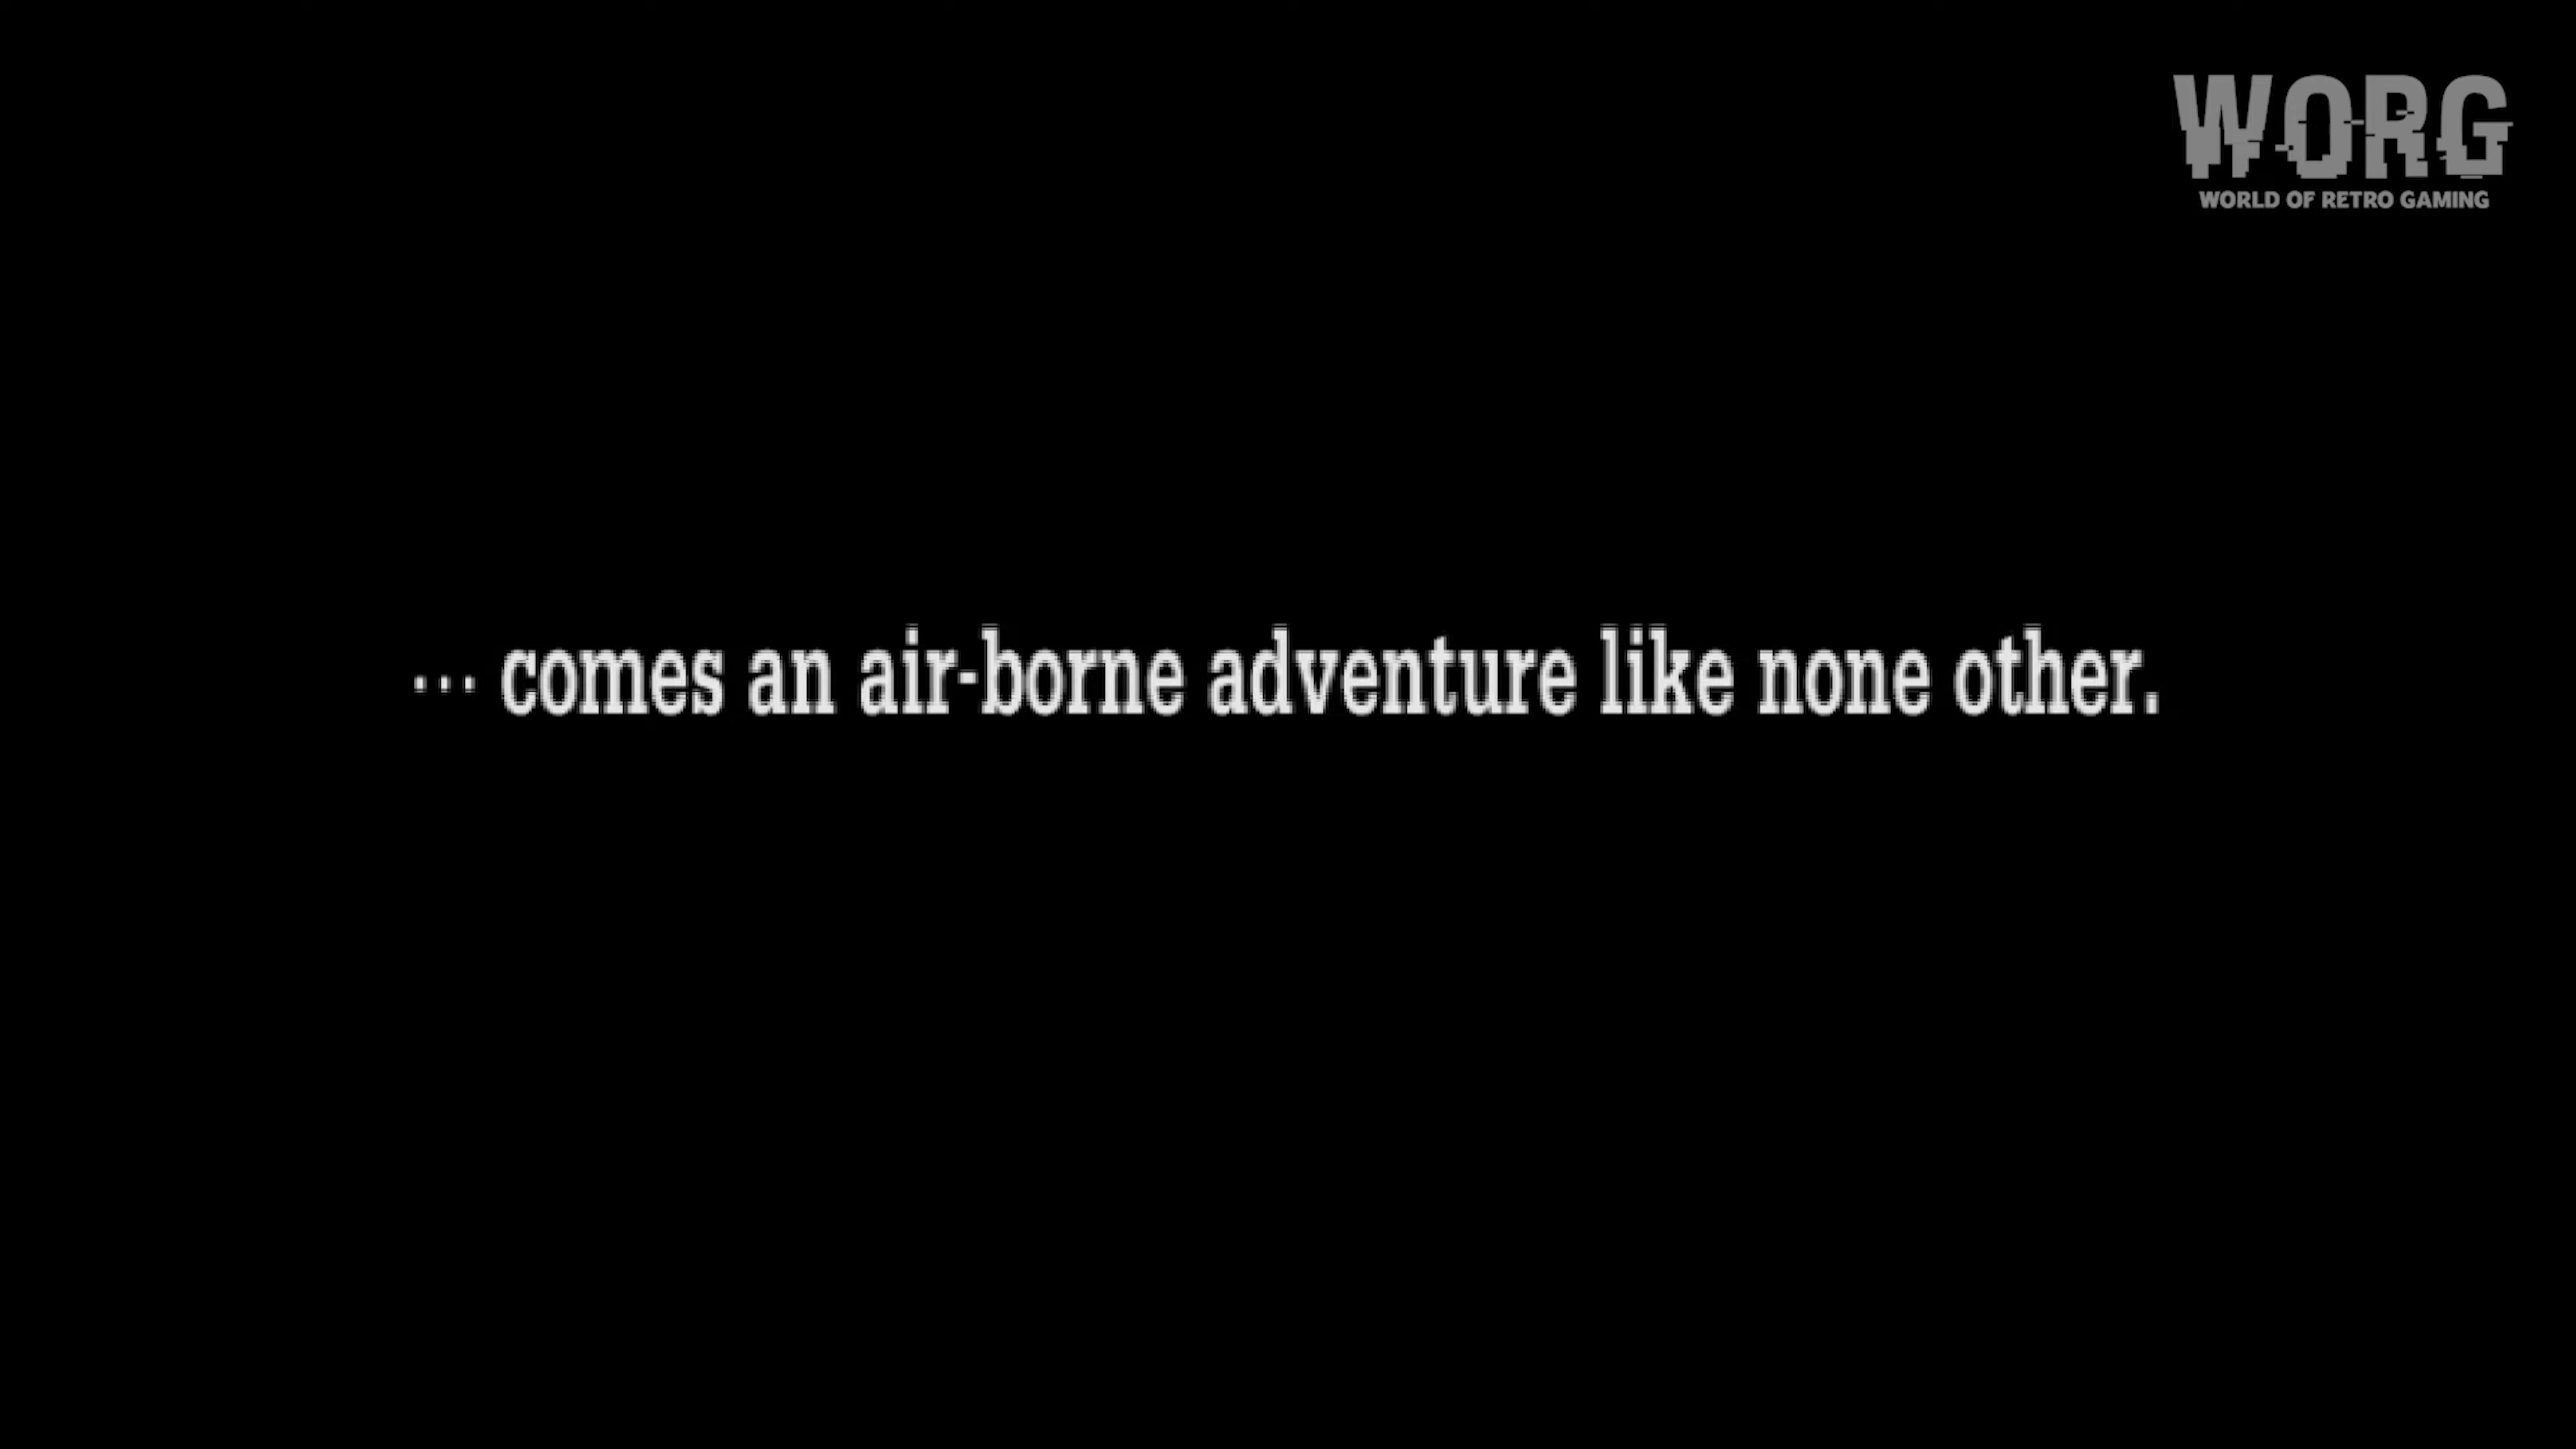 WORG
WORLD OF RETRO GAMING
... comes an air-borne adventure like none other.